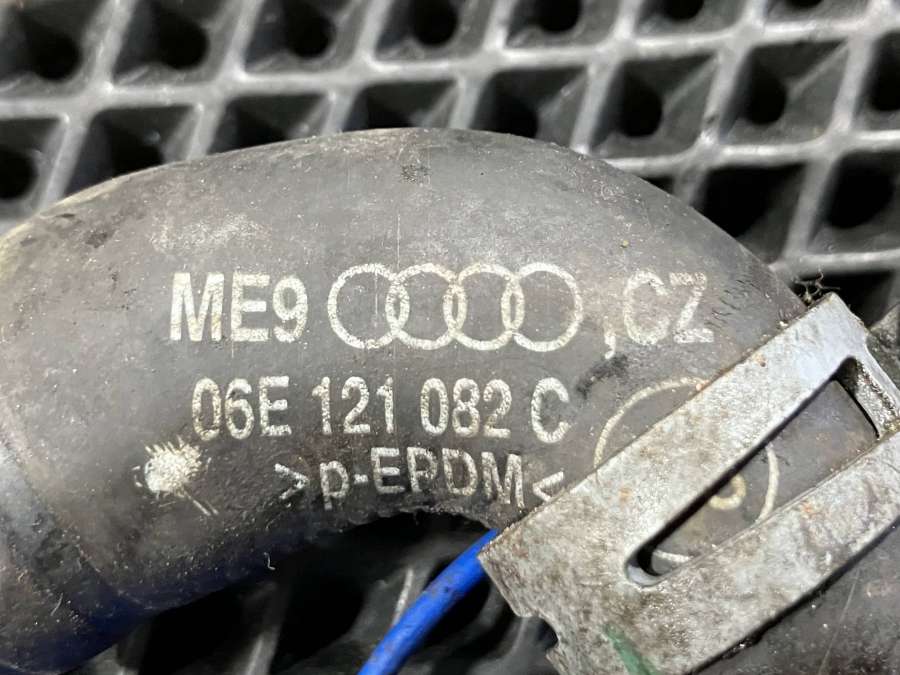 ME9 ,CZ
06E 121 082 C
>p-EPDM<